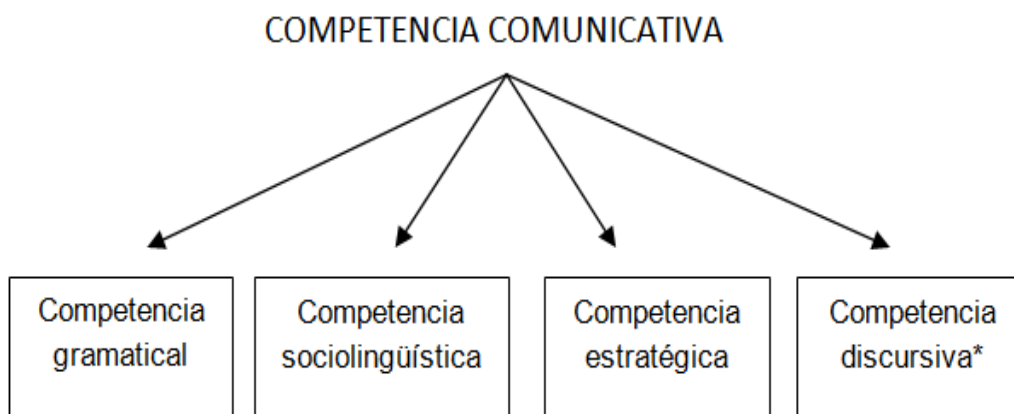 COMPETENCIA COMUNICATIVA
Competencia
gramatical
Competencia
sociolingüística
Competencia
estratégica
Competencia
discursiva*